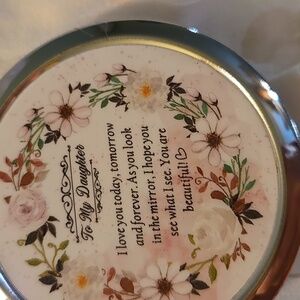 To My Daughter
I love you today, tomorrow
and forever. As you look
in the mirror, I hope you
see what I see. You are
beautiful!